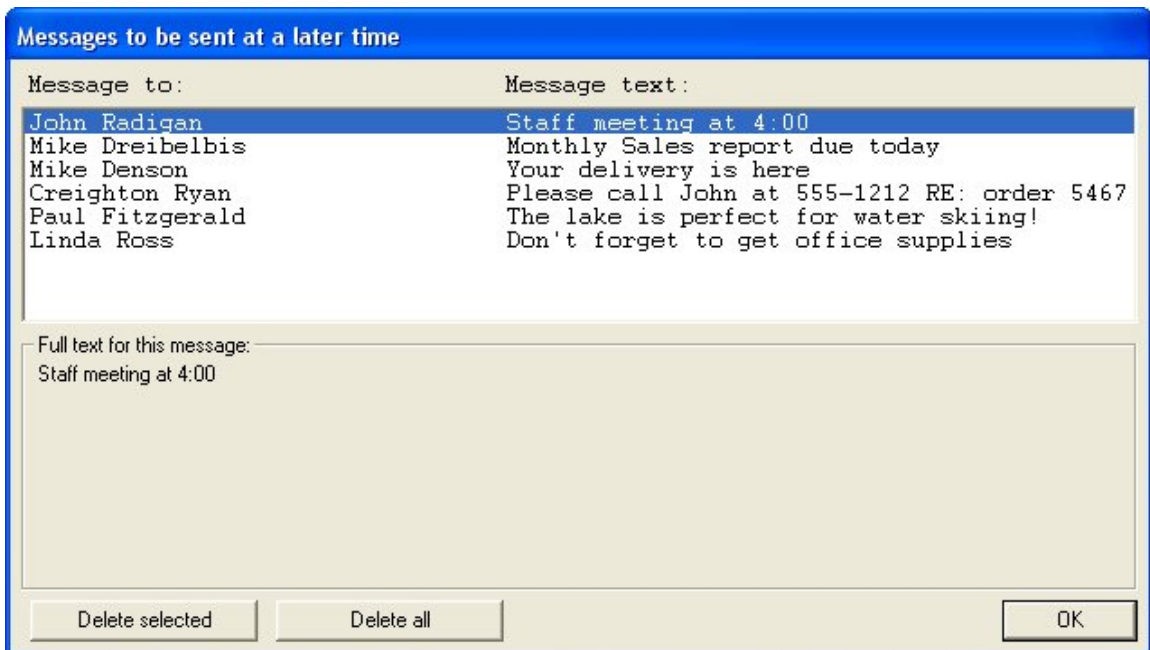 Messages to be sent at a later time
Message to: Message text:
John Radigan Staff meeting at 4:00
Mike Dreibelbis Monthly Sales report due today
Mike Denson Your delivery is here
Creighton Ryan Please call John at 555-1212 RE: order 5467
Paul Fitzgerald The lake is perfect for water skiing!
Linda Ross Don't forget to get office supplies
Full text for this message:
Staff meeting at 4:00
Delete selected Delete all OK